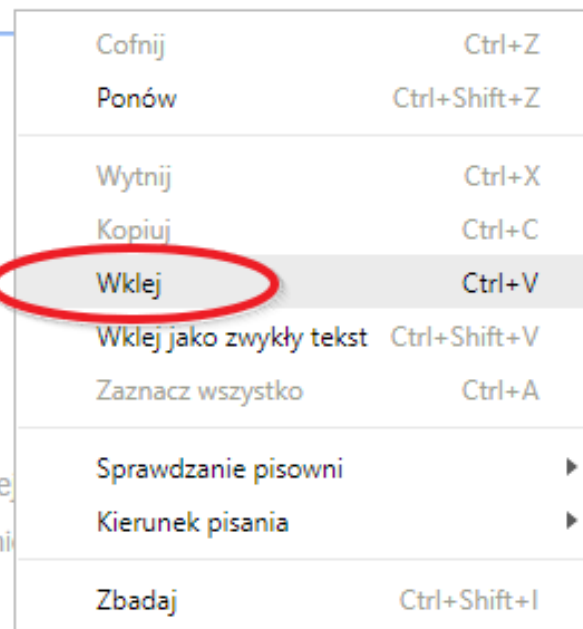 Cofnij Ctrl+Z
Ponów Ctrl+Shift+Z
Wytnij Ctrl+X
Kopiuj Ctrl+C
Wklej Ctrl+V
Wklej jako zwykły tekst Ctrl+Shift+V
Zaznacz wszystko Ctrl+A
Sprawdzanie pisowni
Kierunek pisania
Zbadaj Ctrl+Shift+I